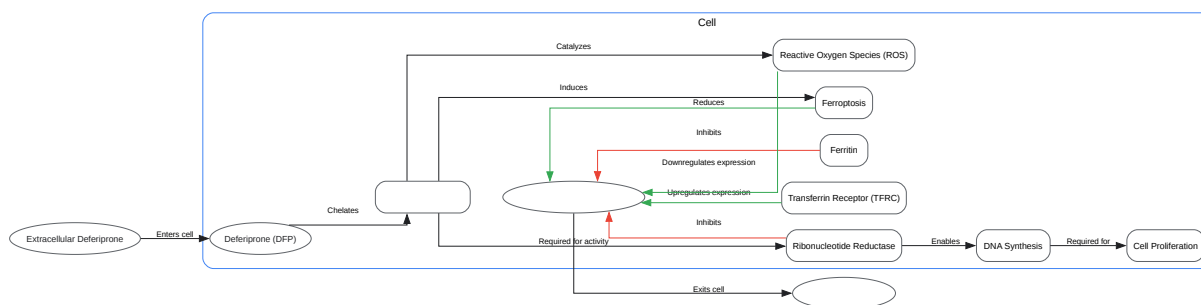 Cell
Catalyzes
Reactive Oxygen Species (ROS)
Induces
Reduces
Ferroptosis
Inhibits
Ferritin
Downregulates expression
Upregulates expression
Transferrin Receptor (TFRC)
Chelates
Inhibits
Extracellular Deferiprone
Enters cell
Deferiprone (DFP)
Required for activity
Ribonucleotide Reductase
Enables
DNA Synthesis
Required for
Cell Proliferation
Exits cell